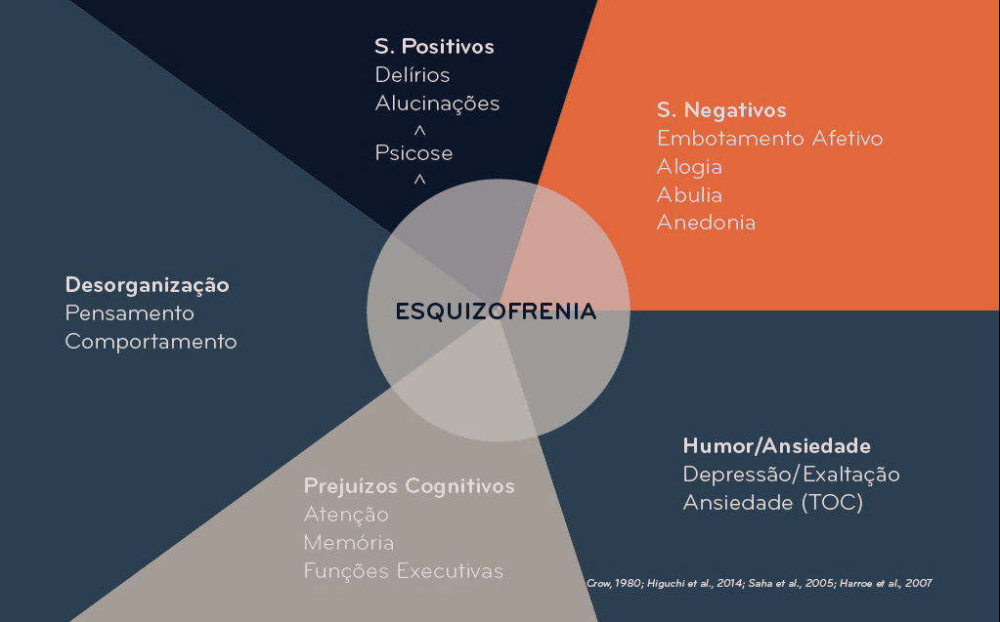 S. Positivos
Delírios
Alucinações
^
Psicose
^
S. Negativos
Embotamento Afetivo
Alogia
Abulia
Anedonia
Desorganização
Pensamento
Comportamento
ESQUIZOFRENIA
Humor/Ansiedade
Depressão/Exaltação
Ansiedade (TOC)
Prejuízos Cognitivos
Atenção
Memória
Funções Executivas
Crow, 1980; Higuchi et al., 2014; Saha et al., 2005; Harroe et al., 2007